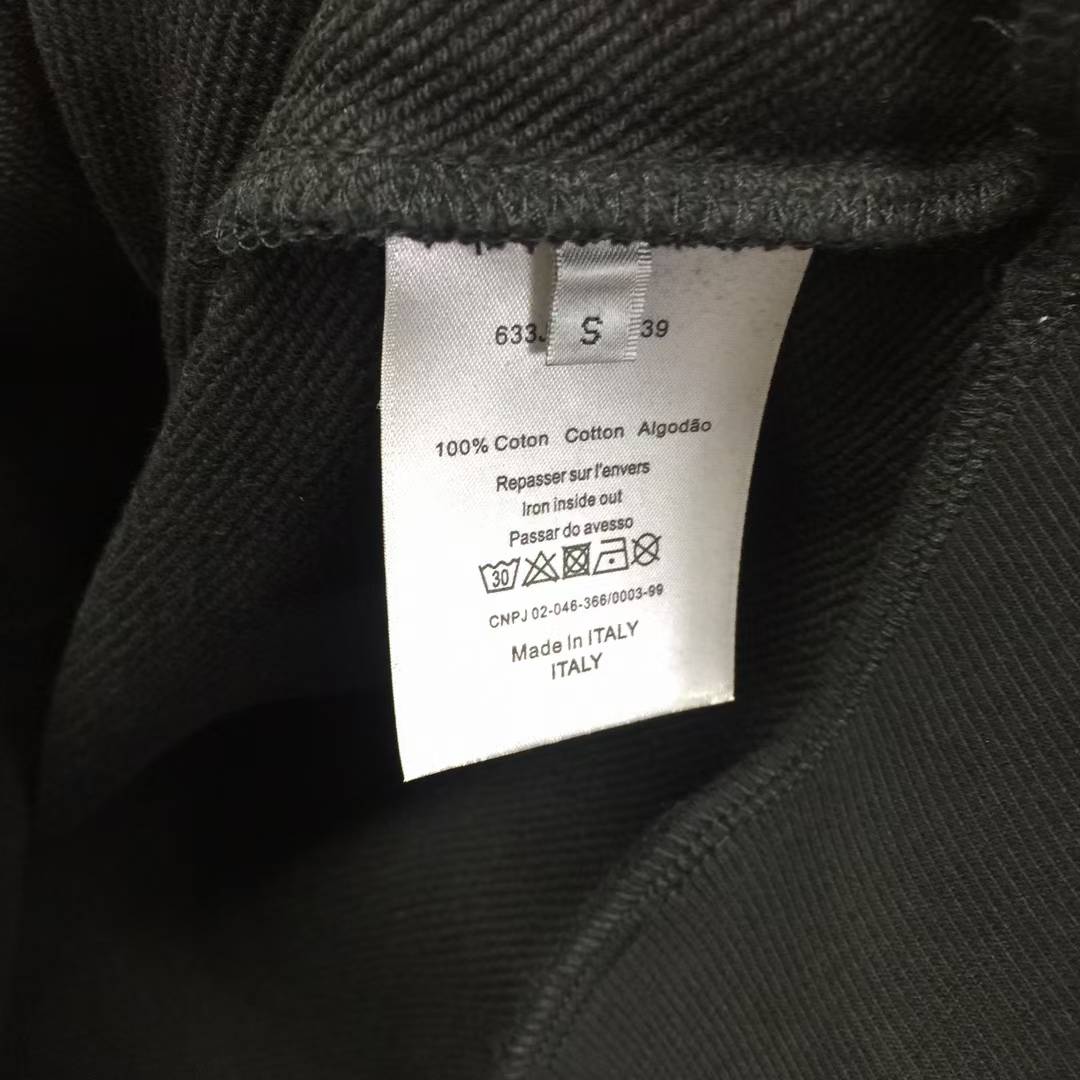 633J S 39
100% Coton Cotton Algodão
Repasser sur l'envers
Iron inside out
Passar do avesso
30
CNPJ 02-046-366/0003-99
Made In ITALY
ITALY